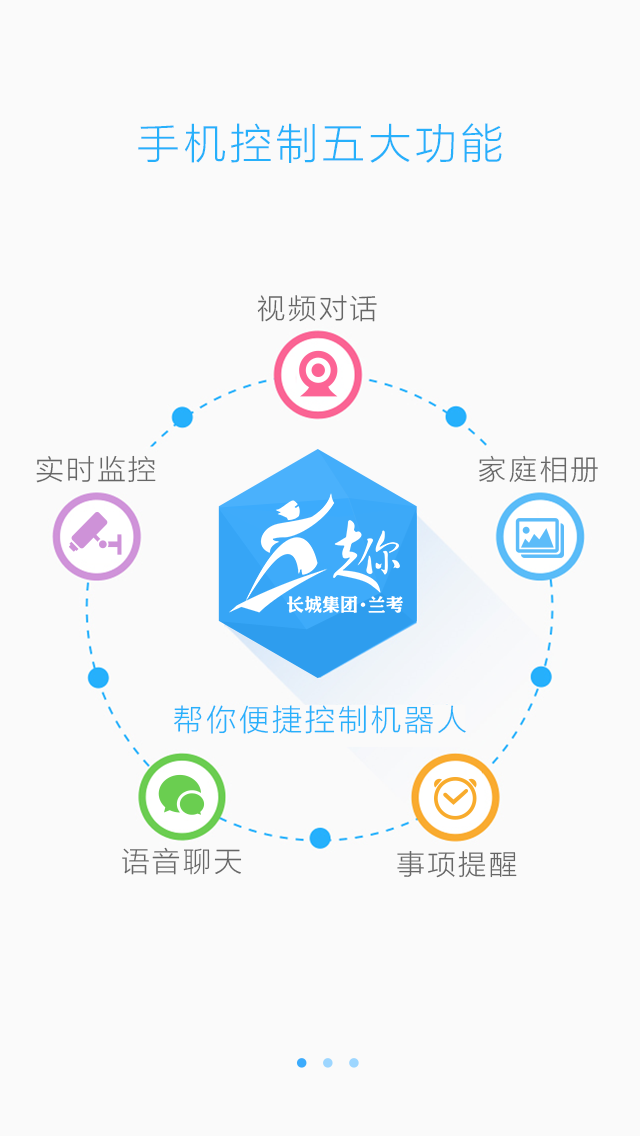 手机控制五大功能
视频对话
实时监控
家庭相册
走你
长城集团·兰考
帮你便捷控制机器人
语音聊天
事项提醒